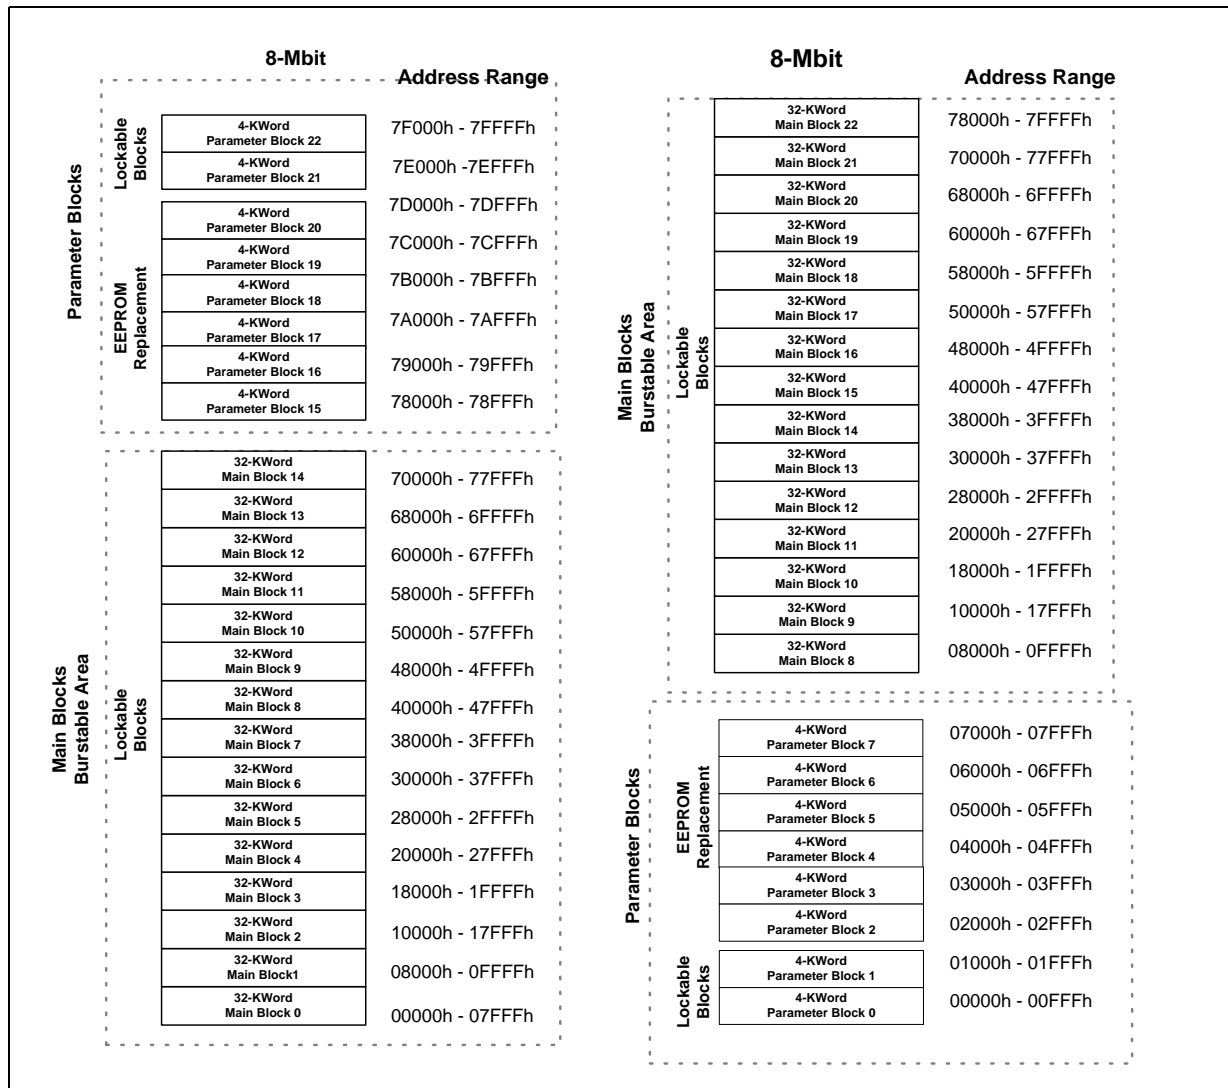 8-Mbit
Address Range
Parameter Blocks
Lockable
Blocks
4-KWord
Parameter Block 22
7F000h - 7FFFFh
4-KWord
Parameter Block 21
7E000h -7EFFFh
EEPROM
Replacement
4-KWord
Parameter Block 20
7D000h - 7DFFFh
4-KWord
Parameter Block 19
7C000h - 7CFFFh
4-KWord
Parameter Block 18
7B000h - 7BFFFh
4-KWord
Parameter Block 17
7A000h - 7AFFFh
4-KWord
Parameter Block 16
79000h - 79FFFh
4-KWord
Parameter Block 15
78000h - 78FFFh
Main Blocks
Burstable Area
Lockable
Blocks
32-KWord
Main Block 14
70000h - 77FFFh
32-KWord
Main Block 13
68000h - 6FFFFh
32-KWord
Main Block 12
60000h - 67FFFh
32-KWord
Main Block 11
58000h - 5FFFFh
32-KWord
Main Block 10
50000h - 57FFFh
32-KWord
Main Block 9
48000h - 4FFFFh
32-KWord
Main Block 8
40000h - 47FFFh
32-KWord
Main Block 7
38000h - 3FFFFh
32-KWord
Main Block 6
30000h - 37FFFh
32-KWord
Main Block 5
28000h - 2FFFFh
32-KWord
Main Block 4
20000h - 27FFFh
32-KWord
Main Block 3
18000h - 1FFFFh
32-KWord
Main Block 2
10000h - 17FFFh
32-KWord
Main Block1
08000h - 0FFFFh
32-KWord
Main Block 0
00000h - 07FFFh
8-Mbit
Address Range
Main Blocks
Burstable Area
Lockable
Blocks
32-KWord
Main Block 22
78000h - 7FFFFh
32-KWord
Main Block 21
70000h - 77FFFh
32-KWord
Main Block 20
68000h - 6FFFFh
32-KWord
Main Block 19
60000h - 67FFFh
32-KWord
Main Block 18
58000h - 5FFFFh
32-KWord
Main Block 17
50000h - 57FFFh
32-KWord
Main Block 16
48000h - 4FFFFh
32-KWord
Main Block 15
40000h - 47FFFh
32-KWord
Main Block 14
38000h - 3FFFFh
32-KWord
Main Block 13
30000h - 37FFFh
32-KWord
Main Block 12
28000h - 2FFFFh
32-KWord
Main Block 11
20000h - 27FFFh
32-KWord
Main Block 10
18000h - 1FFFFh
32-KWord
Main Block 9
10000h - 17FFFh
32-KWord
Main Block 8
08000h - 0FFFFh
Parameter Blocks
EEPROM
Replacement
4-KWord
Parameter Block 7
07000h - 07FFFh
4-KWord
Parameter Block 6
06000h - 06FFFh
4-KWord
Parameter Block 5
05000h - 05FFFh
4-KWord
Parameter Block 4
04000h - 04FFFh
4-KWord
Parameter Block 3
03000h - 03FFFh
4-KWord
Parameter Block 2
02000h - 02FFFh
Lockable
Blocks
4-KWord
Parameter Block 1
01000h - 01FFFh
4-KWord
Parameter Block 0
00000h - 00FFFh